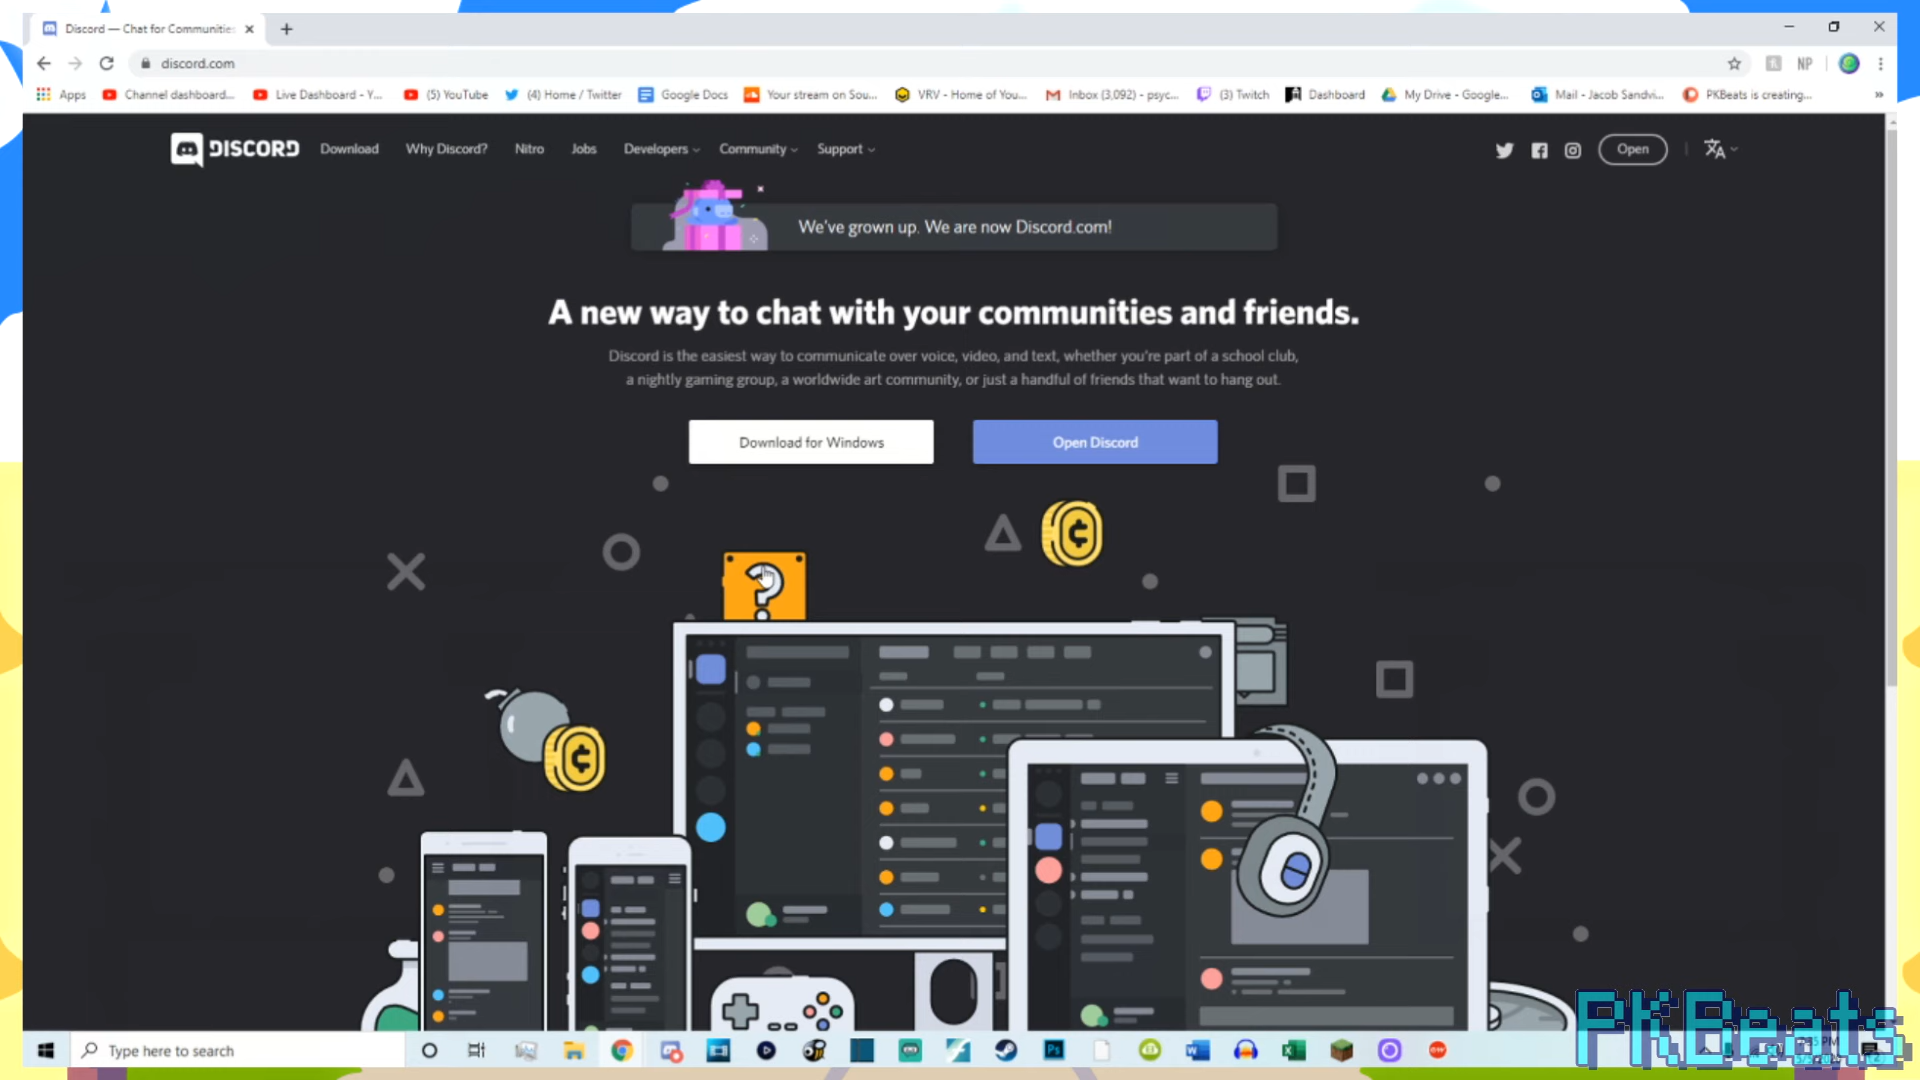 Discord — Chat for Communitie
discord.com
NP
Apps
Channel dashboard...
Live Dashboard - Y...
(5) YouTube
(4) Home / Twitter
Google Docs
Your stream on Sou...
VRV - Home of You...
Inbox (3,092) - psyc...
(3) Twitch
Dashboard
My Drive - Google...
Mail - Jacob Sandvi...
PKBeats is creating...
»
DISCORD
Download
Why Discord?
Nitro
Jobs
Developers
Community
Support
Open
We've grown up. We are now Discord.com!
A new way to chat with your communities and friends.
Discord is the easiest way to communicate over voice, video, and text, whether you're part of a school club,
a nightly gaming group, a worldwide art community, or just a handful of friends that want to hang out.
Download for Windows
Open Discord
?
Type here to search
Ps
PKBeats